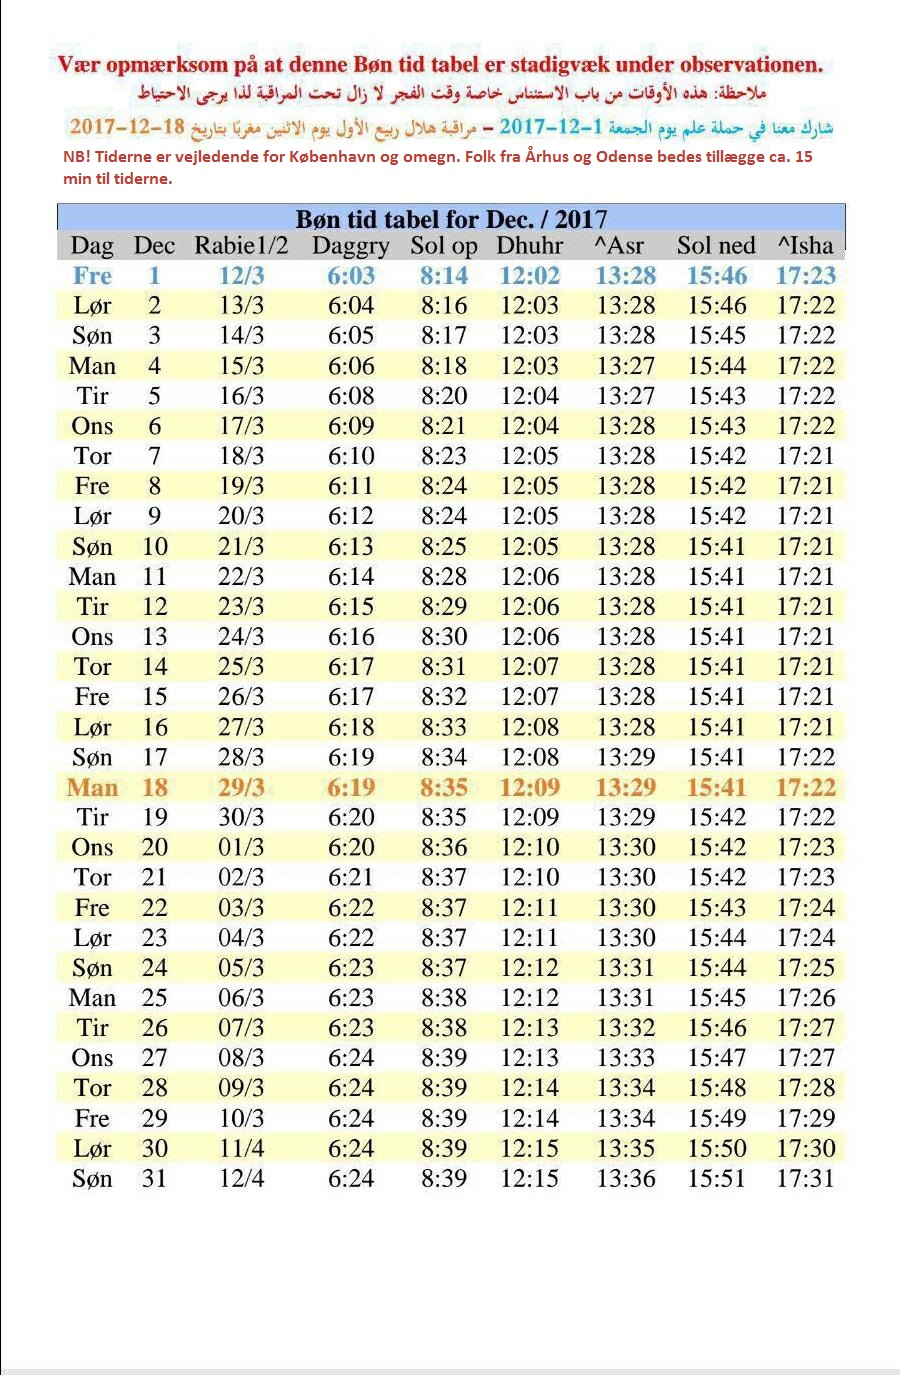 Vær opmærksom på at denne Bøn tid tabel er stadigvæk under observationen.
ملاحظة: هذه الأوقات من باب الاستئناس خاصة وقت الفجر لا زال تحت المراقبة لذا يرجى الاحتياط
شارك معنا في حملة علم يوم الجمعة 1-12-2017 – مراقبة هلال ربيع الأول يوم الاثنين مغربًا بتاريخ 18-12-2017
NB! Tiderne er vejledende for København og omegn. Folk fra Århus og Odense bedes tillægge ca. 15
min til tiderne.
Bøn tid tabel for Dec. / 2017
Dag Dec Rabie1/2 Daggry Sol op Dhuhr ^Asr Sol ned ^Isha
Fre 1 12/3 6:03 8:14 12:02 13:28 15:46 17:23
Lør 2 13/3 6:04 8:16 12:03 13:28 15:46 17:22
Søn 3 14/3 6:05 8:17 12:03 13:28 15:45 17:22
Man 4 15/3 6:06 8:18 12:03 13:27 15:44 17:22
Tir 5 16/3 6:08 8:20 12:04 13:27 15:43 17:22
Ons 6 17/3 6:09 8:21 12:04 13:28 15:43 17:22
Tor 7 18/3 6:10 8:23 12:05 13:28 15:42 17:21
Fre 8 19/3 6:11 8:24 12:05 13:28 15:42 17:21
Lør 9 20/3 6:12 8:24 12:05 13:28 15:42 17:21
Søn 10 21/3 6:13 8:25 12:05 13:28 15:41 17:21
Man 11 22/3 6:14 8:28 12:06 13:28 15:41 17:21
Tir 12 23/3 6:15 8:29 12:06 13:28 15:41 17:21
Ons 13 24/3 6:16 8:30 12:06 13:28 15:41 17:21
Tor 14 25/3 6:17 8:31 12:07 13:28 15:41 17:21
Fre 15 26/3 6:17 8:32 12:07 13:28 15:41 17:21
Lør 16 27/3 6:18 8:33 12:08 13:28 15:41 17:21
Søn 17 28/3 6:19 8:34 12:08 13:29 15:41 17:22
Man 18 29/3 6:19 8:35 12:09 13:29 15:41 17:22
Tir 19 30/3 6:20 8:35 12:09 13:29 15:42 17:22
Ons 20 01/3 6:20 8:36 12:10 13:30 15:42 17:23
Tor 21 02/3 6:21 8:37 12:10 13:30 15:42 17:23
Fre 22 03/3 6:22 8:37 12:11 13:30 15:43 17:24
Lør 23 04/3 6:22 8:37 12:11 13:30 15:44 17:24
Søn 24 05/3 6:23 8:37 12:12 13:31 15:44 17:25
Man 25 06/3 6:23 8:38 12:12 13:31 15:45 17:26
Tir 26 07/3 6:23 8:38 12:13 13:32 15:46 17:27
Ons 27 08/3 6:24 8:39 12:13 13:33 15:47 17:27
Tor 28 09/3 6:24 8:39 12:14 13:34 15:48 17:28
Fre 29 10/3 6:24 8:39 12:14 13:34 15:49 17:29
Lør 30 11/4 6:24 8:39 12:15 13:35 15:50 17:30
Søn 31 12/4 6:24 8:39 12:15 13:36 15:51 17:31